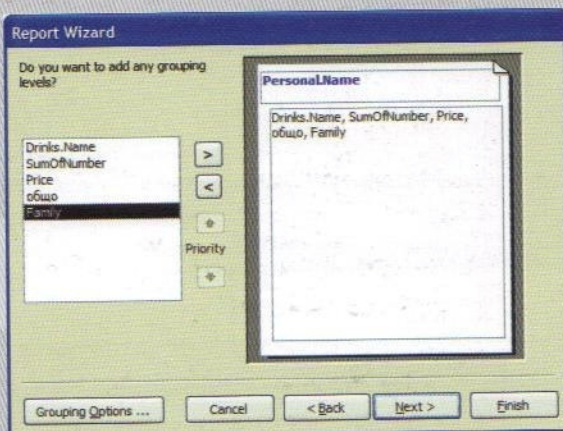 Report Wizard
Do you want to add any grouping
levels?
Drinks.Name
SumOfNumber
Price
общо
Family
>
<
Priority
Personal.Name
Drinks.Name, SumOfNumber, Price,
общо, Family
Grouping Options ...
Cancel
< Back
Next >
Finish